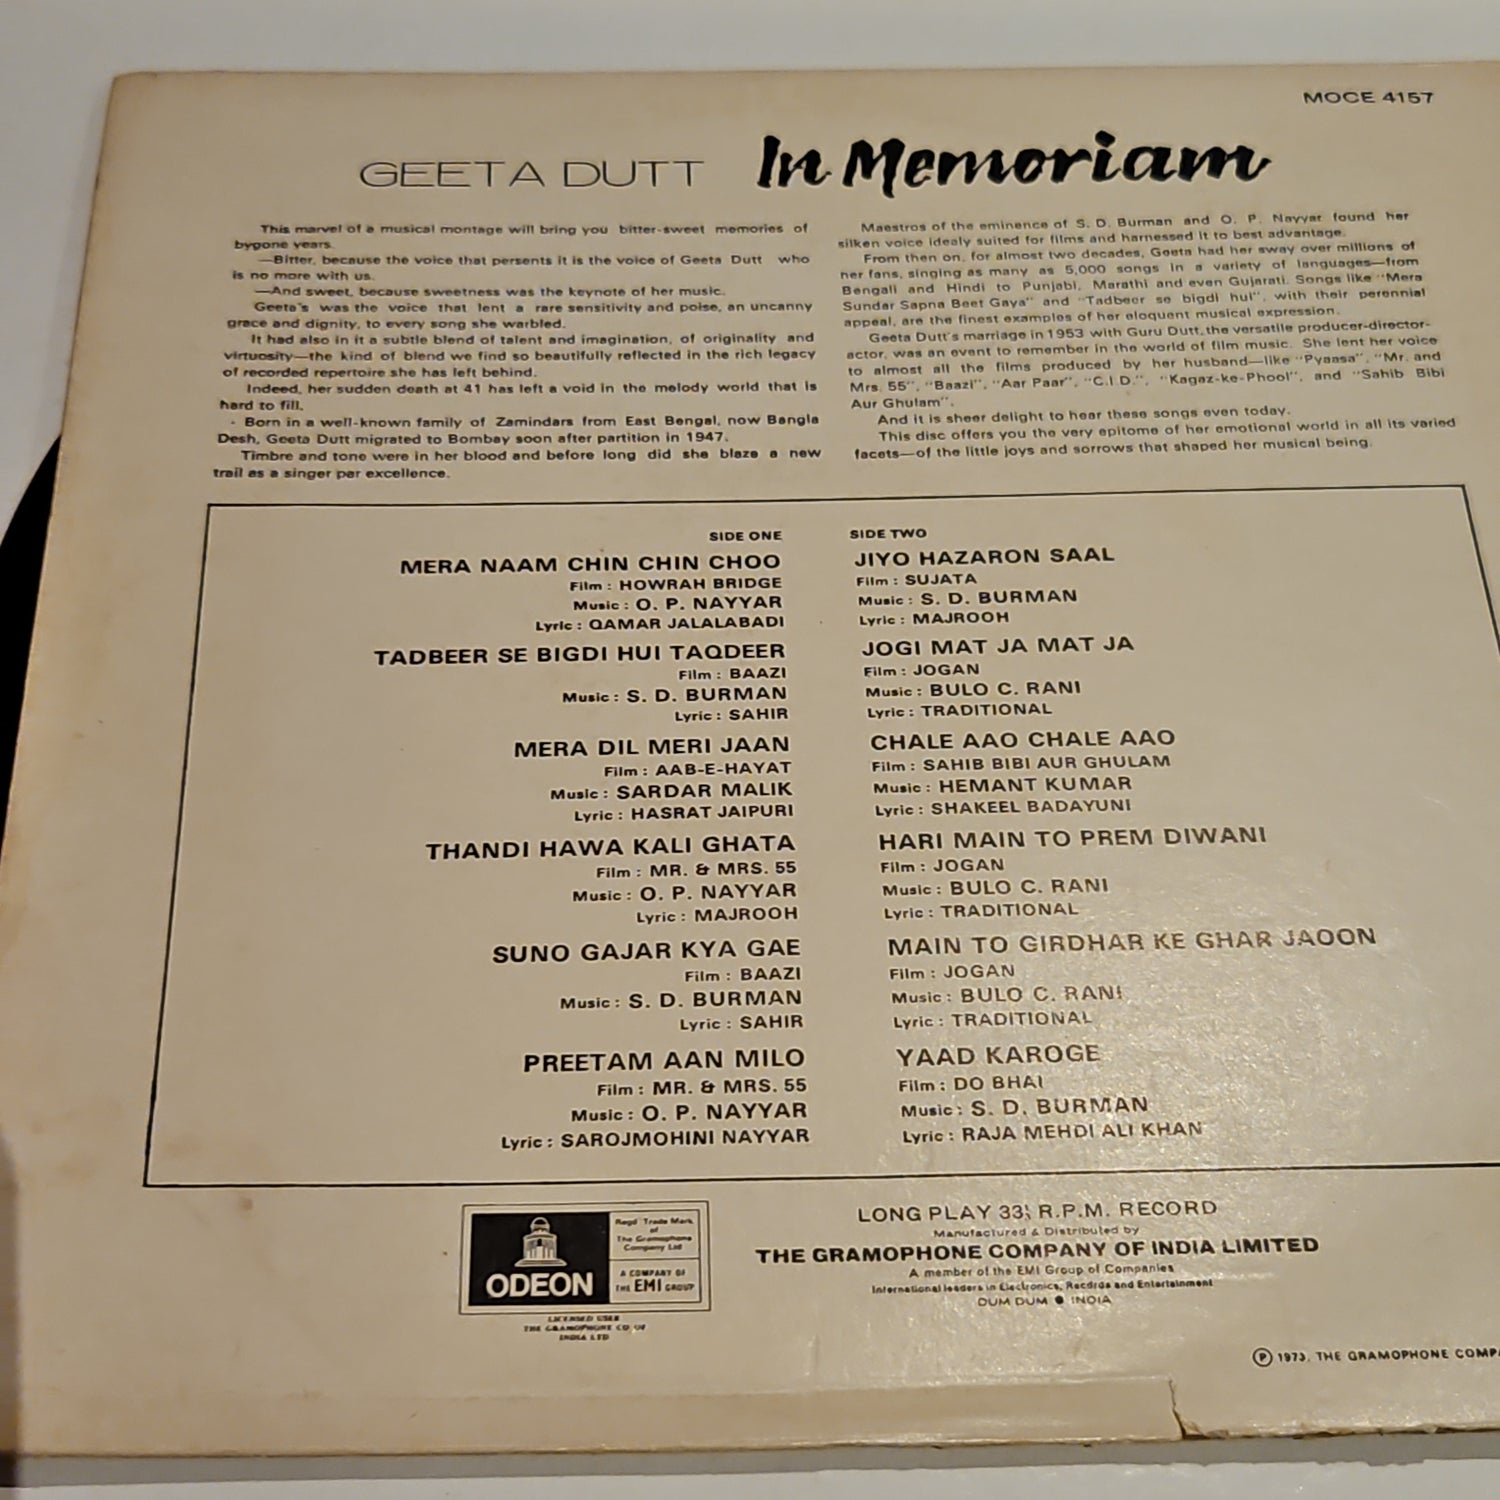 MOCE 4157
GEETA DUTT In Memoriam
This marvel of a musical montage will bring you bitter-sweet memories of
bygone years.
—Bitter, because the voice that persents it is the voice of Geeta Dutt who
is no more with us.
—And sweet, because sweetness was the keynote of her music.
Geeta's was the voice that lent a rare sensitivity and poise, an uncanny
grace and dignity, to every song she warbled.
It had also in it a subtle blend of talent and imagination, of originality and
virtuosity—the kind of blend we find so beautifully reflected in the rich legacy
of recorded repertoire she has left behind.
Indeed, her sudden death at 41 has left a void in the melody world that is
hard to fill.
Born in a well-known family of Zamindars from East Bengal, now Bangla
Desh, Geeta Dutt migrated to Bombay soon after partition in 1947.
Timbre and tone were in her blood and before long did she blaze a new
trail as a singer par excellence.
Maestros of the eminence of S. D. Burman and O. P. Nayyar found her
silken voice idealy suited for films and harnessed it to best advantage.
From then on, for almost two decades, Geeta had her sway over millions of
her fans, singing as many as 5,000 songs in a variety of languages—from
Bengali and Hindi to Punjabi, Marathi and even Gujarati. Songs like "Mera
Sundar Sapna Beet Gaya" and "Tadbeer se bigdi hui", with their perennial
appeal, are the finest examples of her eloquent musical expression.
Geeta Dutt's marriage in 1953 with Guru Dutt, the versatile producer-director-
actor, was an event to remember in the world of film music. She lent her voice
to almost all the films produced by her husband—like "Pyaasa", "Mr. and
Mrs. 55", "Baazi", "Aar Paar", "C.I.D.", "Kagaz-ke-Phool", and "Sahib Bibi
Aur Ghulam".
And it is sheer delight to hear these songs even today.
This disc offers you the very epitome of her emotional world in all its varied
facets—of the little joys and sorrows that shaped her musical being.
SIDE ONE
MERA NAAM CHIN CHIN CHOO
Film : HOWRAH BRIDGE
Music : O. P. NAYYAR
Lyric : QAMAR JALALABADI
TADBEER SE BIGDI HUI TAQDEER
Film : BAAZI
Music : S. D. BURMAN
Lyric : SAHIR
MERA DIL MERI JAAN
Film : AAB-E-HAYAT
Music : SARDAR MALIK
Lyric : HASRAT JAIPURI
THANDI HAWA KALI GHATA
Film : MR. & MRS. 55
Music : O. P. NAYYAR
Lyric : MAJROOH
SUNO GAJAR KYA GAE
Film : BAAZI
Music : S. D. BURMAN
Lyric : SAHIR
PREETAM AAN MILO
Film : MR. & MRS. 55
Music : O. P. NAYYAR
Lyric : SAROJMOHINI NAYYAR
SIDE TWO
JIYO HAZARON SAAL
Film : SUJATA
Music : S. D. BURMAN
Lyric : MAJROOH
JOGI MAT JA MAT JA
Film : JOGAN
Music : BULO C. RANI
Lyric : TRADITIONAL
CHALE AAO CHALE AAO
Film : SAHIB BIBI AUR GHULAM
Music : HEMANT KUMAR
Lyric : SHAKEEL BADAYUNI
HARI MAIN TO PREM DIWANI
Film : JOGAN
Music : BULO C. RANI
Lyric : TRADITIONAL
MAIN TO GIRDHAR KE GHAR JAOON
Film : JOGAN
Music : BULO C. RANI
Lyric : TRADITIONAL
YAAD KAROGE
Film : DO BHAI
Music : S. D. BURMAN
Lyric : RAJA MEHDI ALI KHAN
ODEON
Regd Trade Mark
of
The Gramophone
Company Ltd
A COMPANY OF
THE EMI GROUP
LICENSED USER
THE GRAMOPHONE CO OF
INDIA LTD
LONG PLAY 33⅓ R.P.M. RECORD
Manufactured & Distributed by
THE GRAMOPHONE COMPANY OF INDIA LIMITED
A member of the EMI Group of Companies
International leaders in Electronics, Records and Entertainment
DUM DUM ● INDIA
Ⓟ 1973, THE GRAMOPHONE COMPA